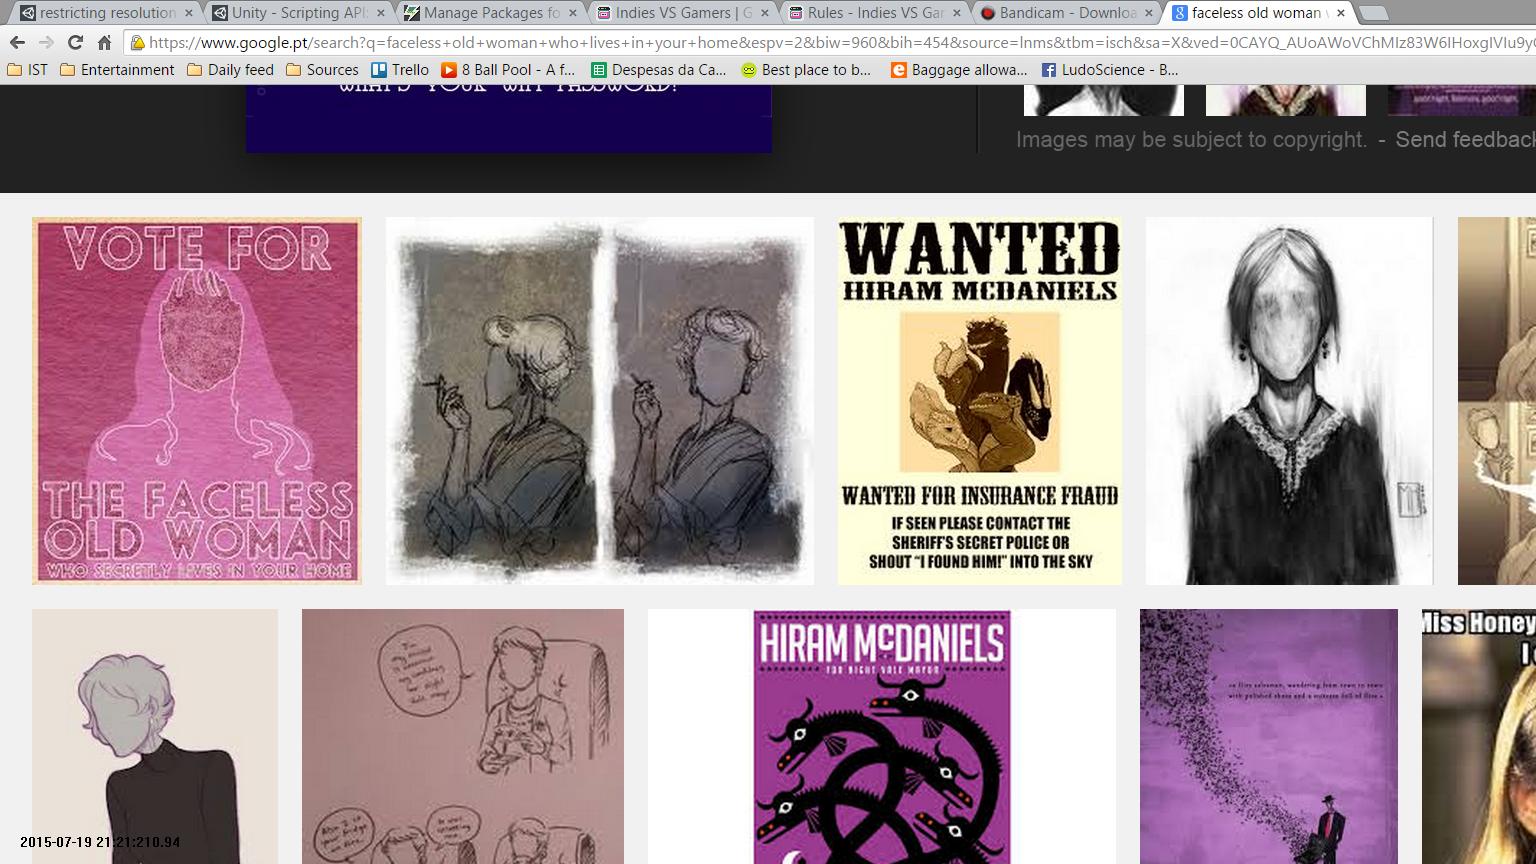 restricting resolution
Unity - Scripting API:
Manage Packages fo
Indies VS Gamers | G
Rules - Indies VS Gar
Bandicam - Downloa
faceless old woman
https://www.google.pt/search?q=faceless+old+woman+who+lives+in+your+home&espv=2&biw=960&bih=454&source=lnms&tbm=isch&sa=X&ved=0CAYQ_AUoAWoVChMIz83W6IHoxgIVIu9y
IST
Entertainment
Daily feed
Sources
Trello
8 Ball Pool - A f...
Despesas da Ca...
Best place to b...
Baggage allowa...
LudoScience - B...
WHAT'S YOUR WIFI PASSWORD?
Images may be subject to copyright. - Send feedback
VOTE FOR
THE FACELESS
OLD WOMAN
WHO SECRETLY LIVES IN YOUR HOME
WANTED
HIRAM MCDANIELS
WANTED FOR INSURANCE FRAUD
IF SEEN PLEASE CONTACT THE
SHERIFF'S SECRET POLICE OR
SHOUT "I FOUND HIM!" INTO THE SKY
HIRAM McDANIELS
FOR NIGHT VALE MAYOR
Miss Honey
I
2015-07-19 21:21:210.94